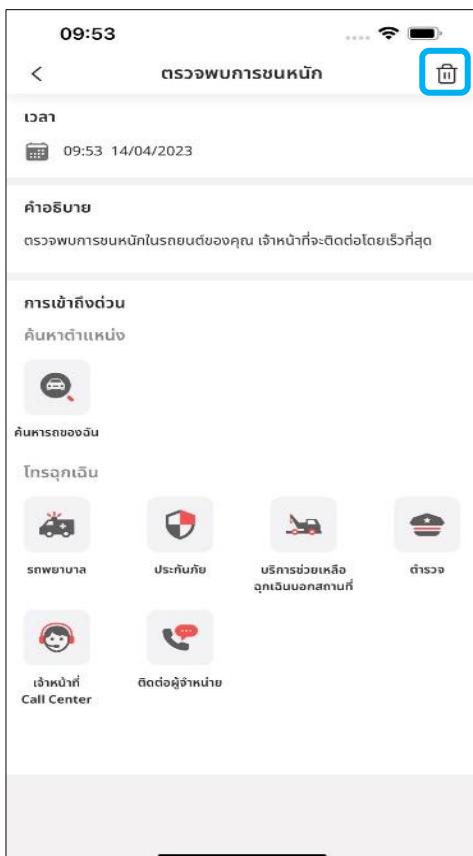 09:53
ตรวจพบการชนหนัก
เวลา
09:53 14/04/2023
คำอธิบาย
ตรวจพบการชนหนักในรถยนต์ของคุณ เจ้าหน้าที่จะติดต่อโดยเร็วที่สุด
การเข้าถึงด่วน
ค้นหาตำแหน่ง
ค้นหารถของฉัน
โทรฉุกเฉิน
รถพยาบาล ประกันภัย บริการช่วยเหลือ ตำรวจ
ฉุกเฉินนอกสถานที่
เจ้าหน้าที่ ติดต่อผู้จำหน่าย
Call Center